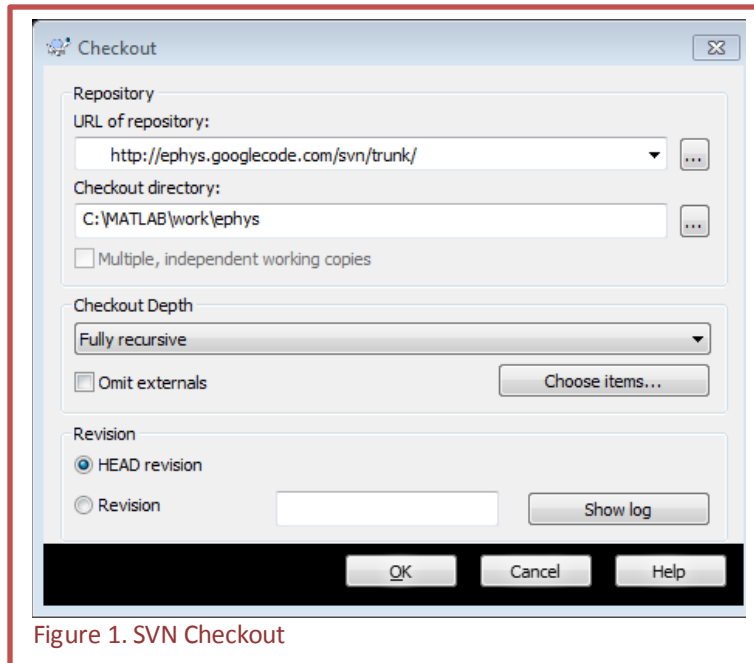 Checkout
Repository
URL of repository:
http://ephys.googlecode.com/svn/trunk/
...
Checkout directory:
C:\MATLAB\work\ephys
...
Multiple, independent working copies
Checkout Depth
Fully recursive
Omit externals
Choose items...
Revision
HEAD revision
Revision
Show log
OK
Cancel
Help
Figure 1. SVN Checkout